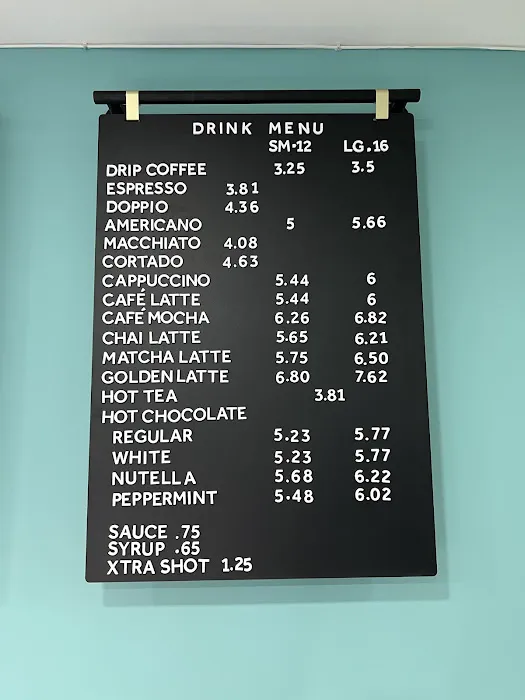 DRINK MENU
SM·12 LG.16
DRIP COFFEE 3.25 3.5
ESPRESSO 3.81
DOPPIO 4.36
AMERICANO 5 5.66
MACCHIATO 4.08
CORTADO 4.63
CAPPUCCINO 5.44 6
CAFÉ LATTE 5.44 6
CAFÉ MOCHA 6.26 6.82
CHAI LATTE 5.65 6.21
MATCHA LATTE 5.75 6.50
GOLDEN LATTE 6.80 7.62
HOT TEA 3.81
HOT CHOCOLATE
REGULAR 5.23 5.77
WHITE 5.23 5.77
NUTELLA 5.68 6.22
PEPPERMINT 5·48 6.02
SAUCE .75
SYRUP .65
XTRA SHOT 1.25